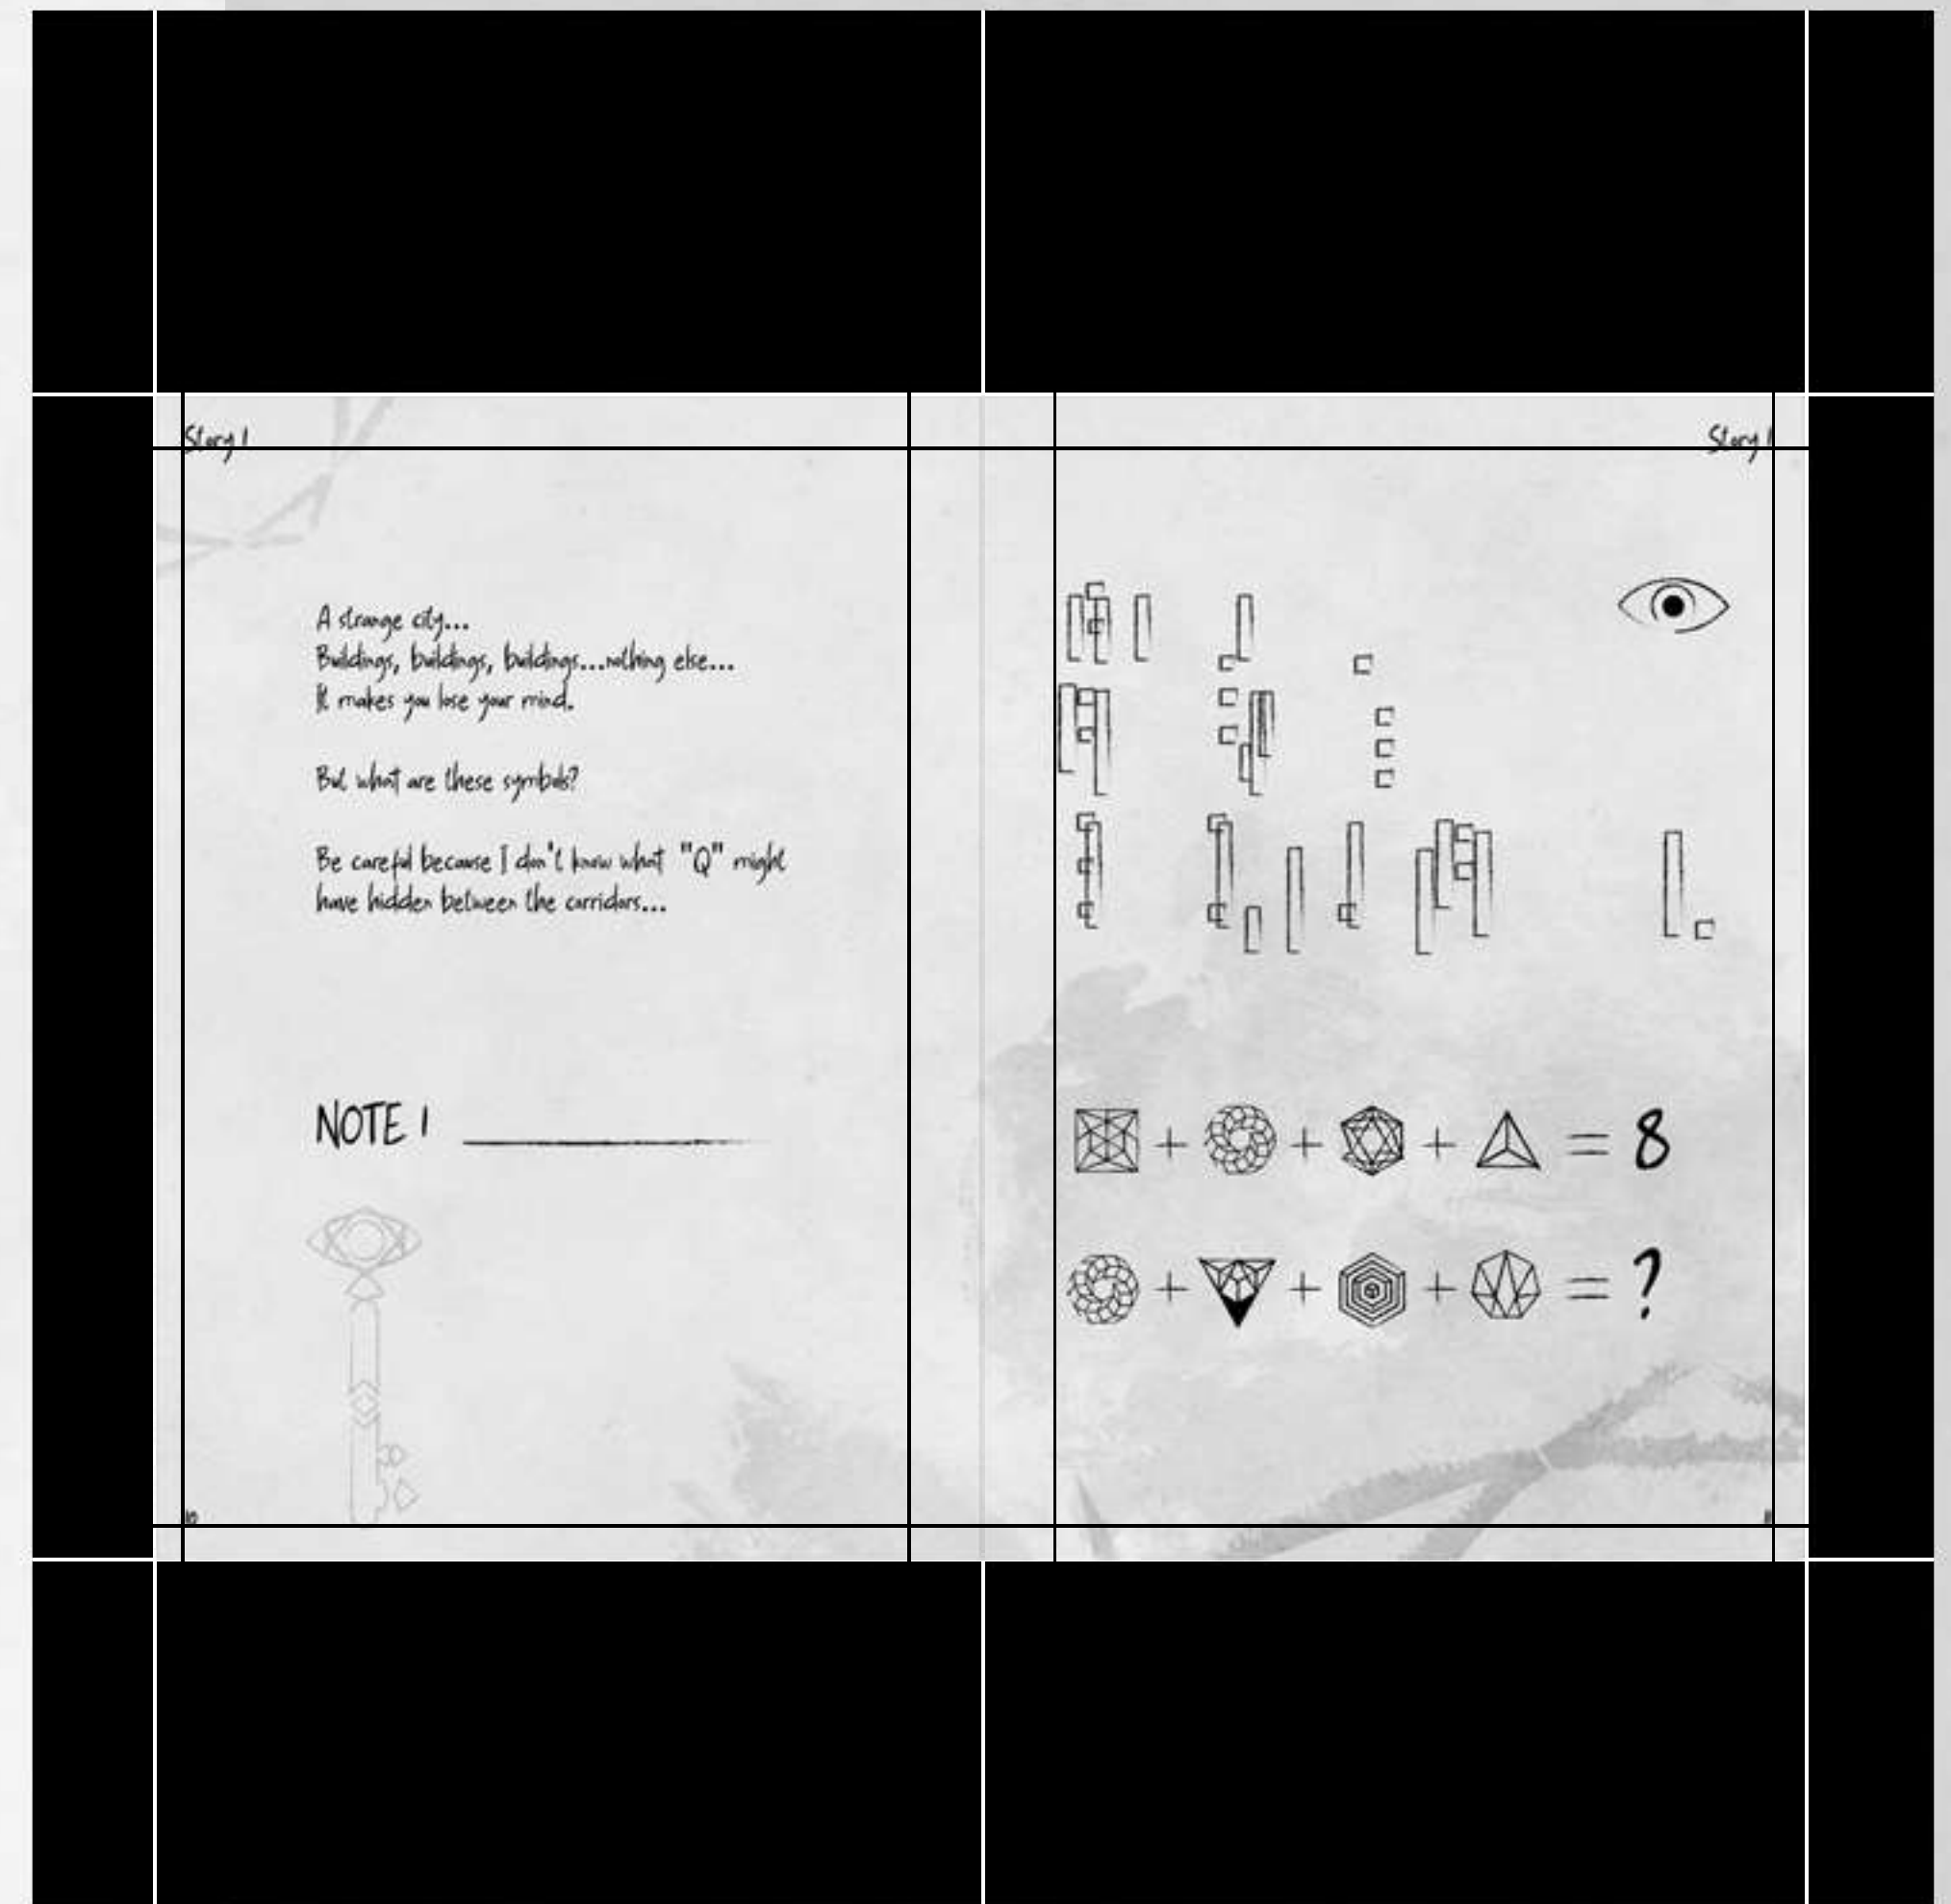 Story 1
Story 1
A strange city...
Buildings, buildings, buildings...nothing else...
It makes you lose your mind.
But what are these symbols?
Be careful because I don't know what "Q" might
have hidden between the corridors...
NOTE 1
+ + + = 8
+ + + = ?
10